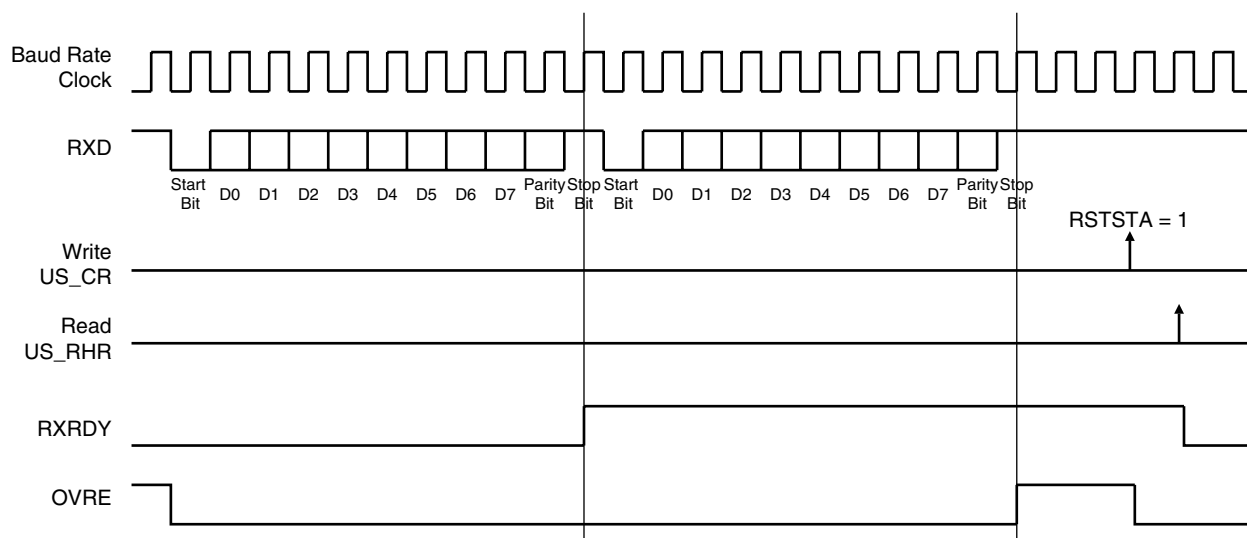 Baud Rate
Clock
RXD
Start
Bit
D0
D1
D2
D3
D4
D5
D6
D7
Parity
Bit
Stop
Bit
Start
Bit
D0
D1
D2
D3
D4
D5
D6
D7
Parity
Bit
Stop
Bit
RSTSTA = 1
Write
US_CR
Read
US_RHR
RXRDY
OVRE